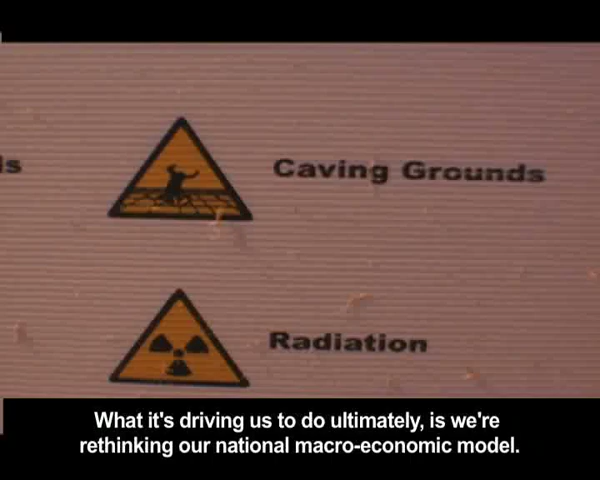 ls
Caving Grounds
Radiation
What it's driving us to do ultimately, is we're
rethinking our national macro-economic model.